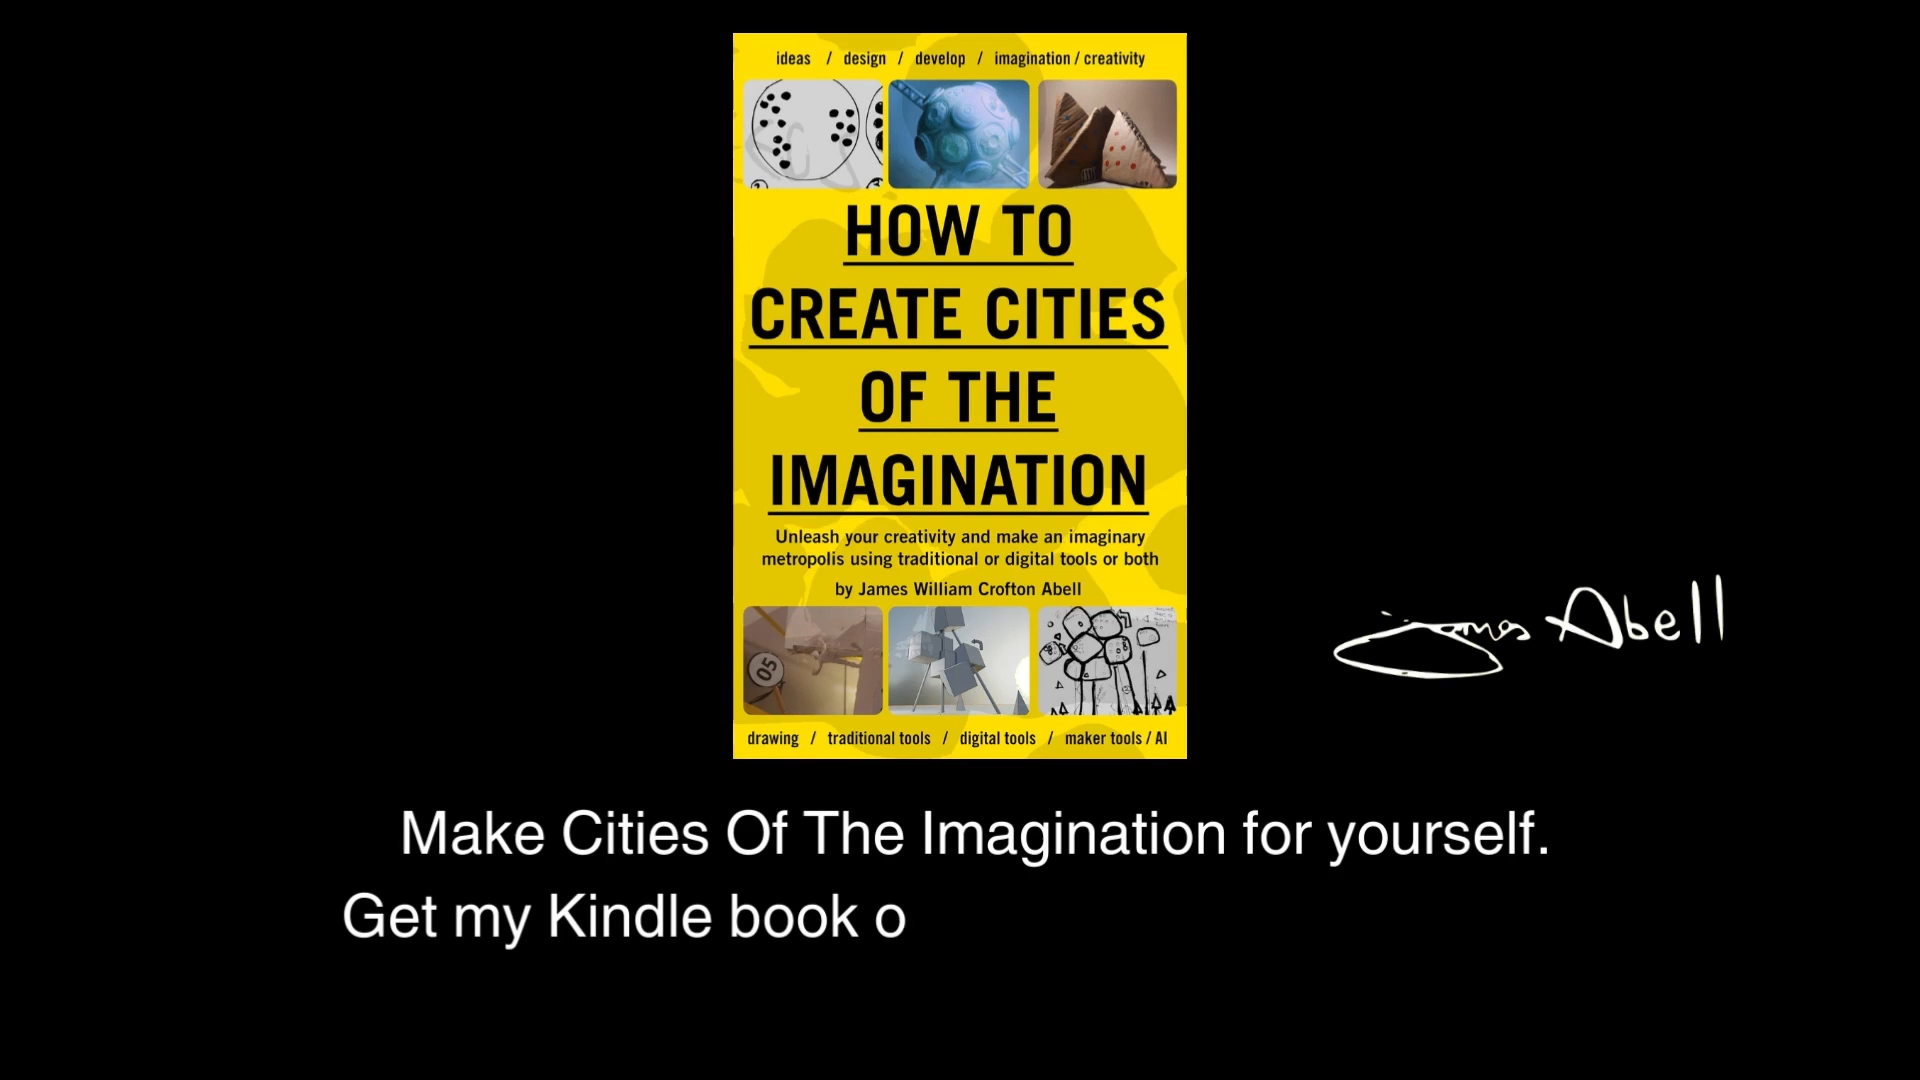 ideas / design / develop / imagination / creativity
HOW TO
CREATE CITIES
OF THE
IMAGINATION
Unleash your creativity and make an imaginary
metropolis using traditional or digital tools or both
by James William Crofton Abell
05
drawing / traditional tools / digital tools / maker tools / AI
James Abell
Make Cities Of The Imagination for yourself.
Get my Kindle book o